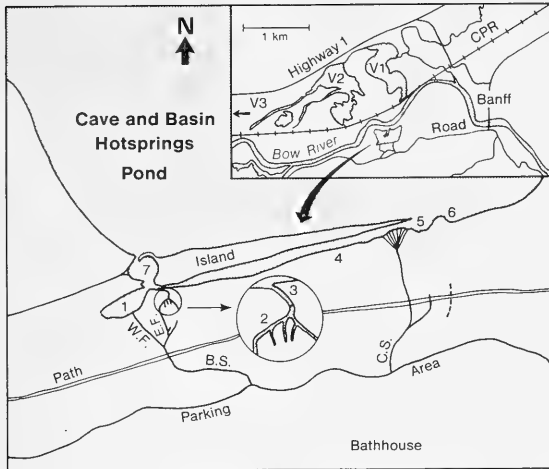 N
1 km
Highway 1
CPR
V1
V2
V3
Banff
Bow River
Road
Cave and Basin
Hotsprings
Pond
Island
5
6
7
4
1
3
2
W.F.
E.F.
B.S.
C.S.
Path
Area
Parking
Bathhouse